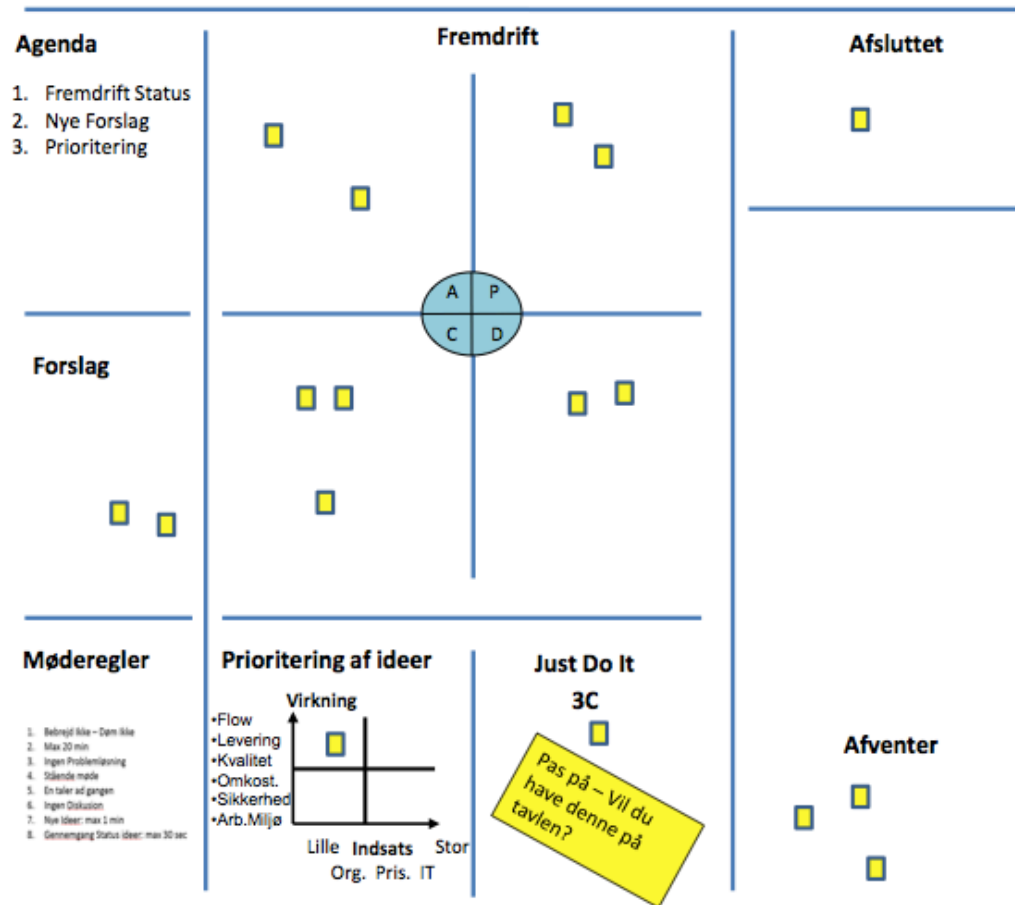 Agenda
1. Fremdrift Status
2. Nye Forslag
3. Prioritering
Fremdrift
A P
C D
Afsluttet
Forslag
Møderegler
1. Bebrejd Ikke – Døm Ikke
2. Max 20 min
3. Ingen Problemløsning
4. Stående møde
5. En taler ad gangen
6. Ingen Diskusion
7. Nye Ideer: max 1 min
8. Gennemgang Status ideer: max 30 sec
Prioritering af ideer
Virkning
•Flow
•Levering
•Kvalitet
•Omkost.
•Sikkerhed
•Arb.Miljø
Lille Indsats Stor
Org. Pris. IT
Just Do It
3C
Pas på – Vil du
have denne på
tavlen?
Afventer